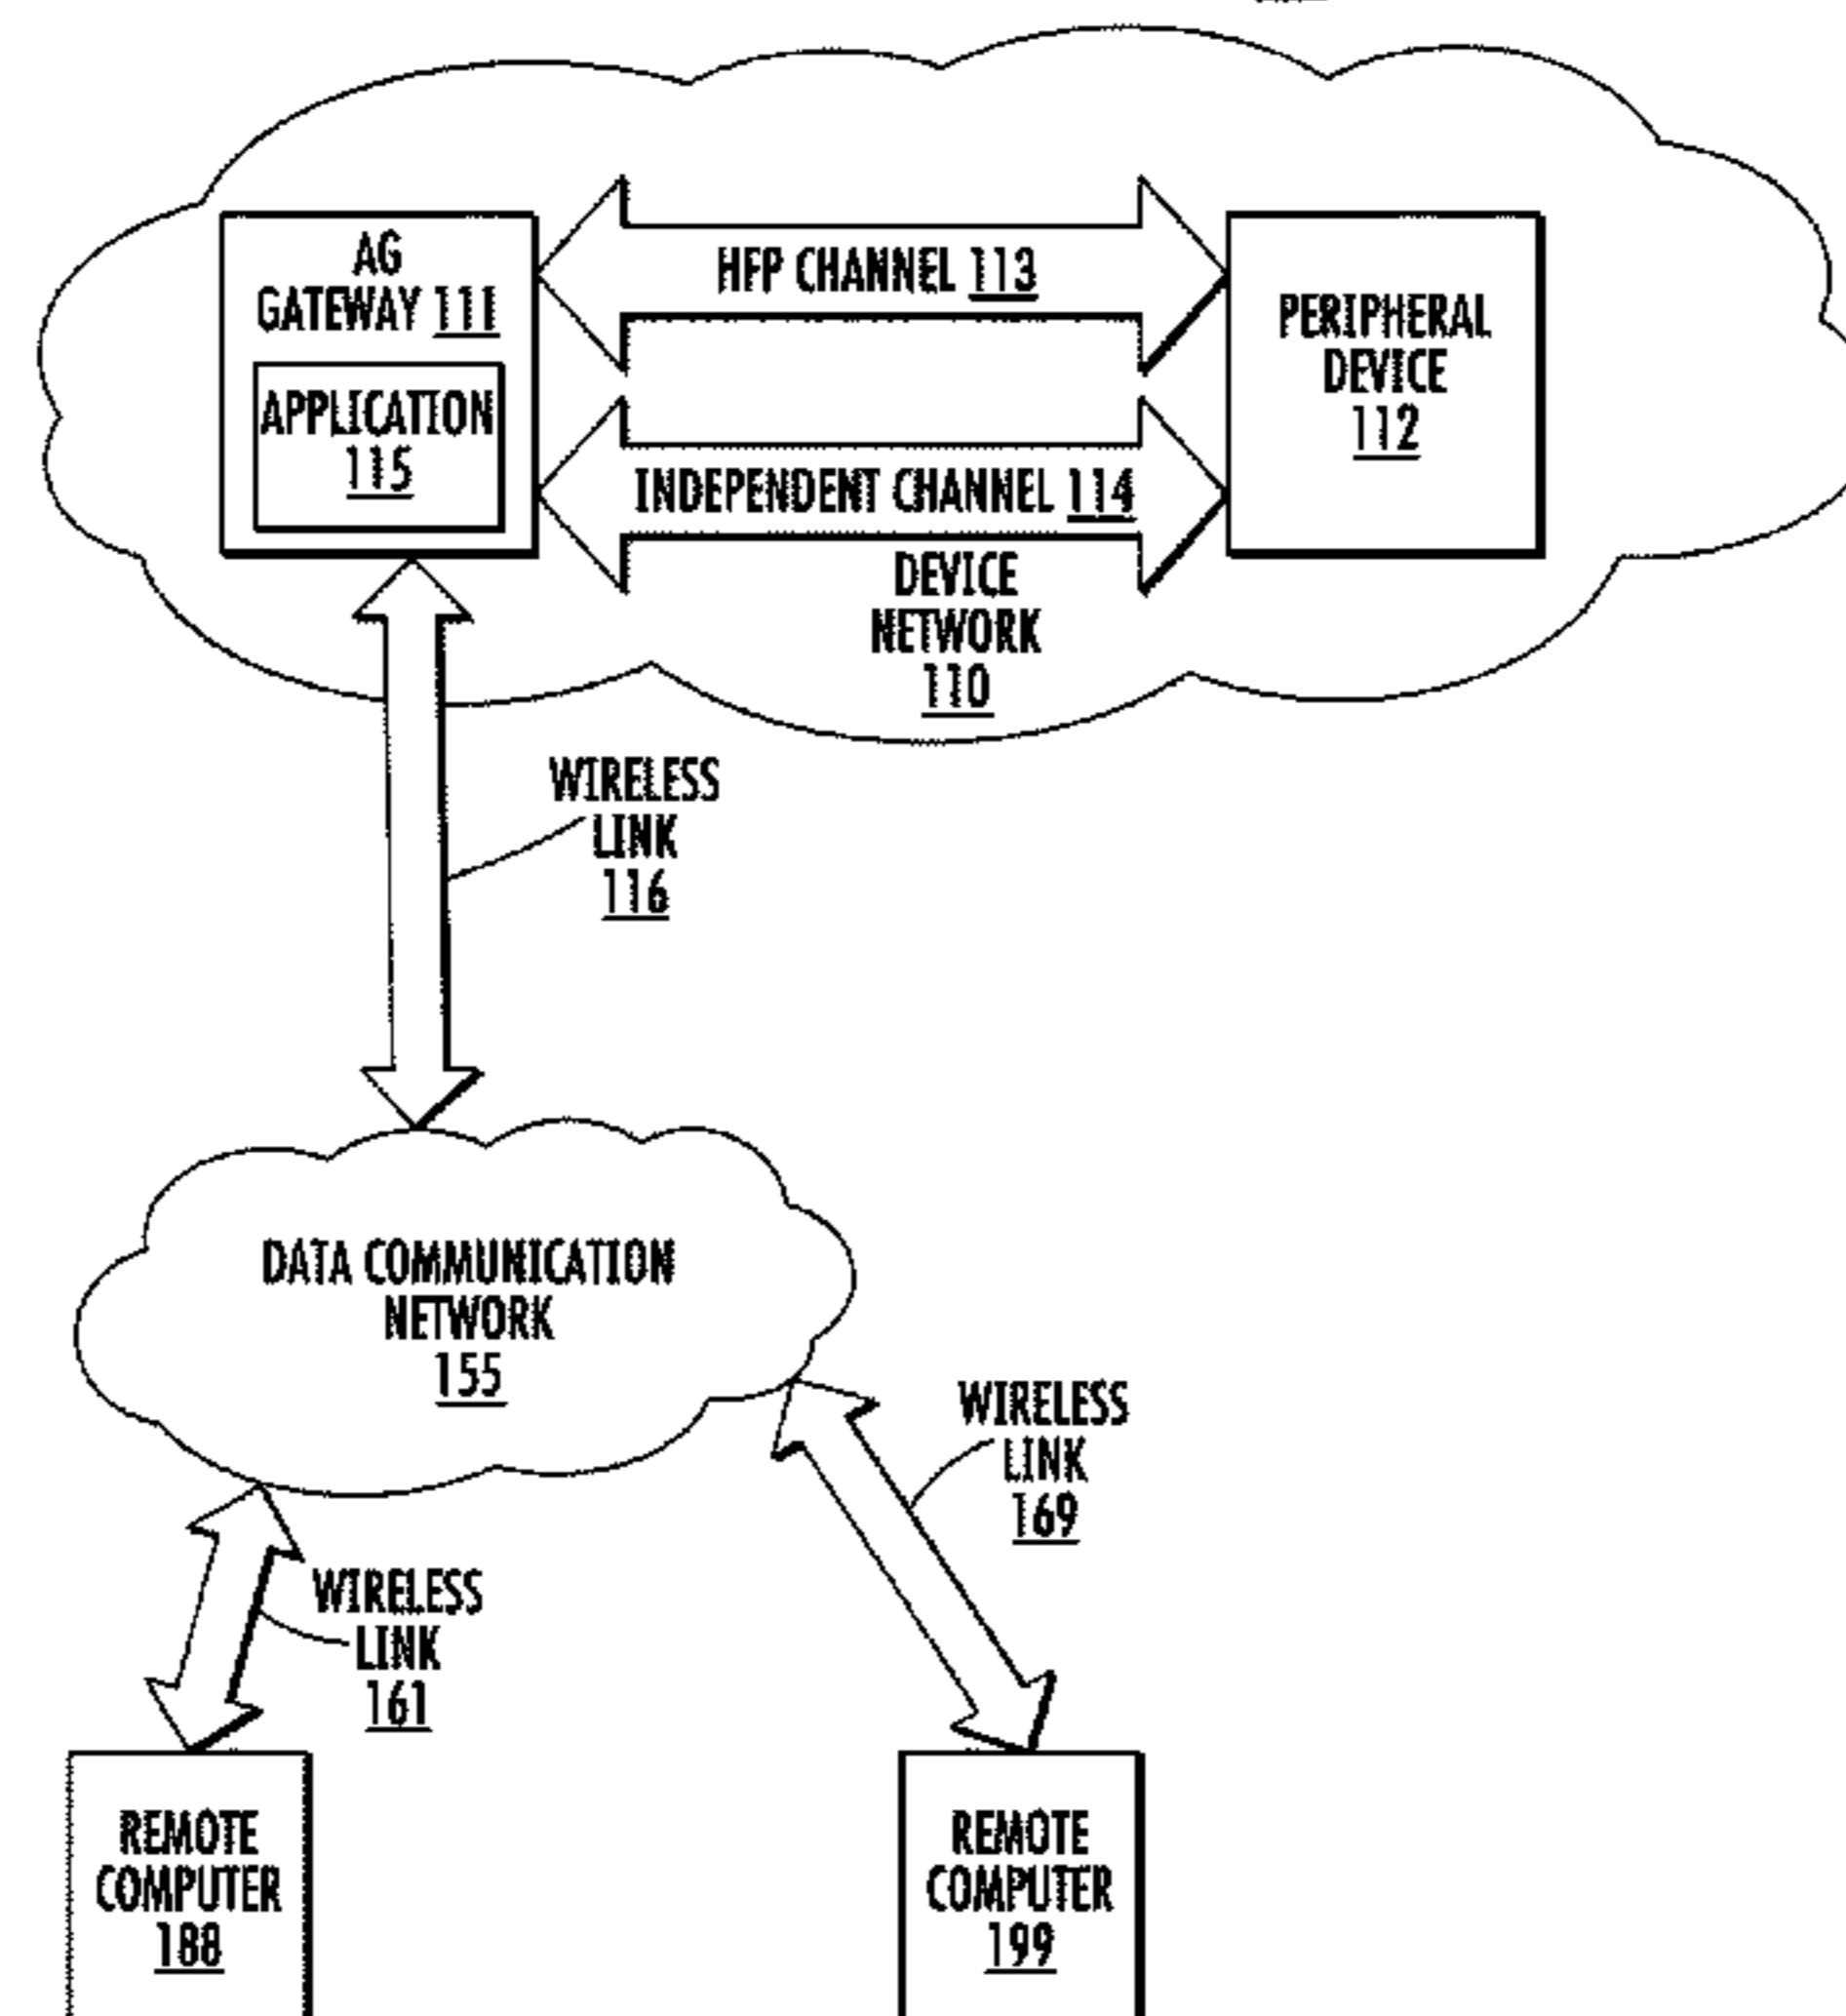 AG
GATEWAY 111
APPLICATION
115
HFP CHANNEL 113
INDEPENDENT CHANNEL 114
PERIPHERAL
DEVICE
112
DEVICE
NETWORK
110
WIRELESS
LINK
116
DATA COMMUNICATION
NETWORK
155
WIRELESS
LINK
169
WIRELESS
LINK
161
REMOTE
COMPUTER
188
REMOTE
COMPUTER
199